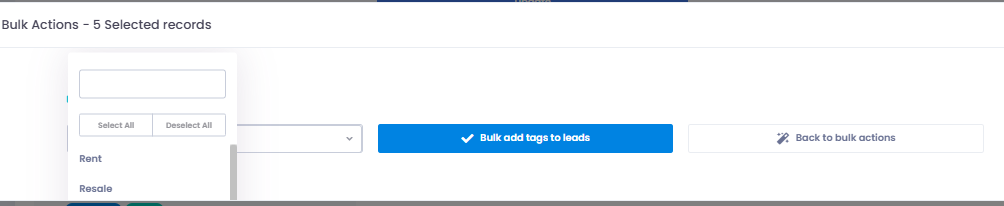 Bulk Actions - 5 Selected records
Select All
Deselect All
Bulk add tags to leads
Back to bulk actions
Rent
Resale